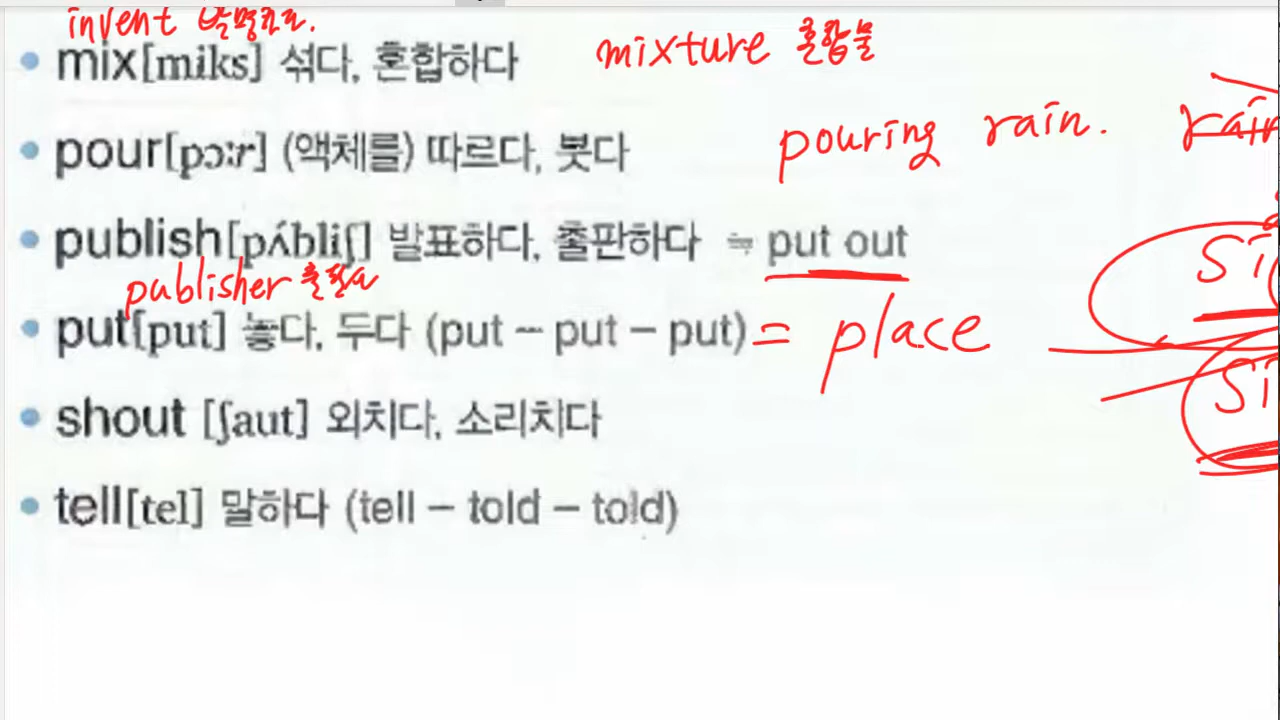 invent 발명하다.
mix[miks] 섞다, 혼합하다 mixture 혼합물
pour[pɔːr] (액체를) 따르다, 붓다 pouring rain.
publish[pʌ́bliʃ] 발표하다, 출판하다 ≒ put out
publisher 출판사
put[put] 놓다, 두다 (put – put – put) = place
shout [ʃaut] 외치다, 소리치다
tell[tel] 말하다 (tell – told – told)